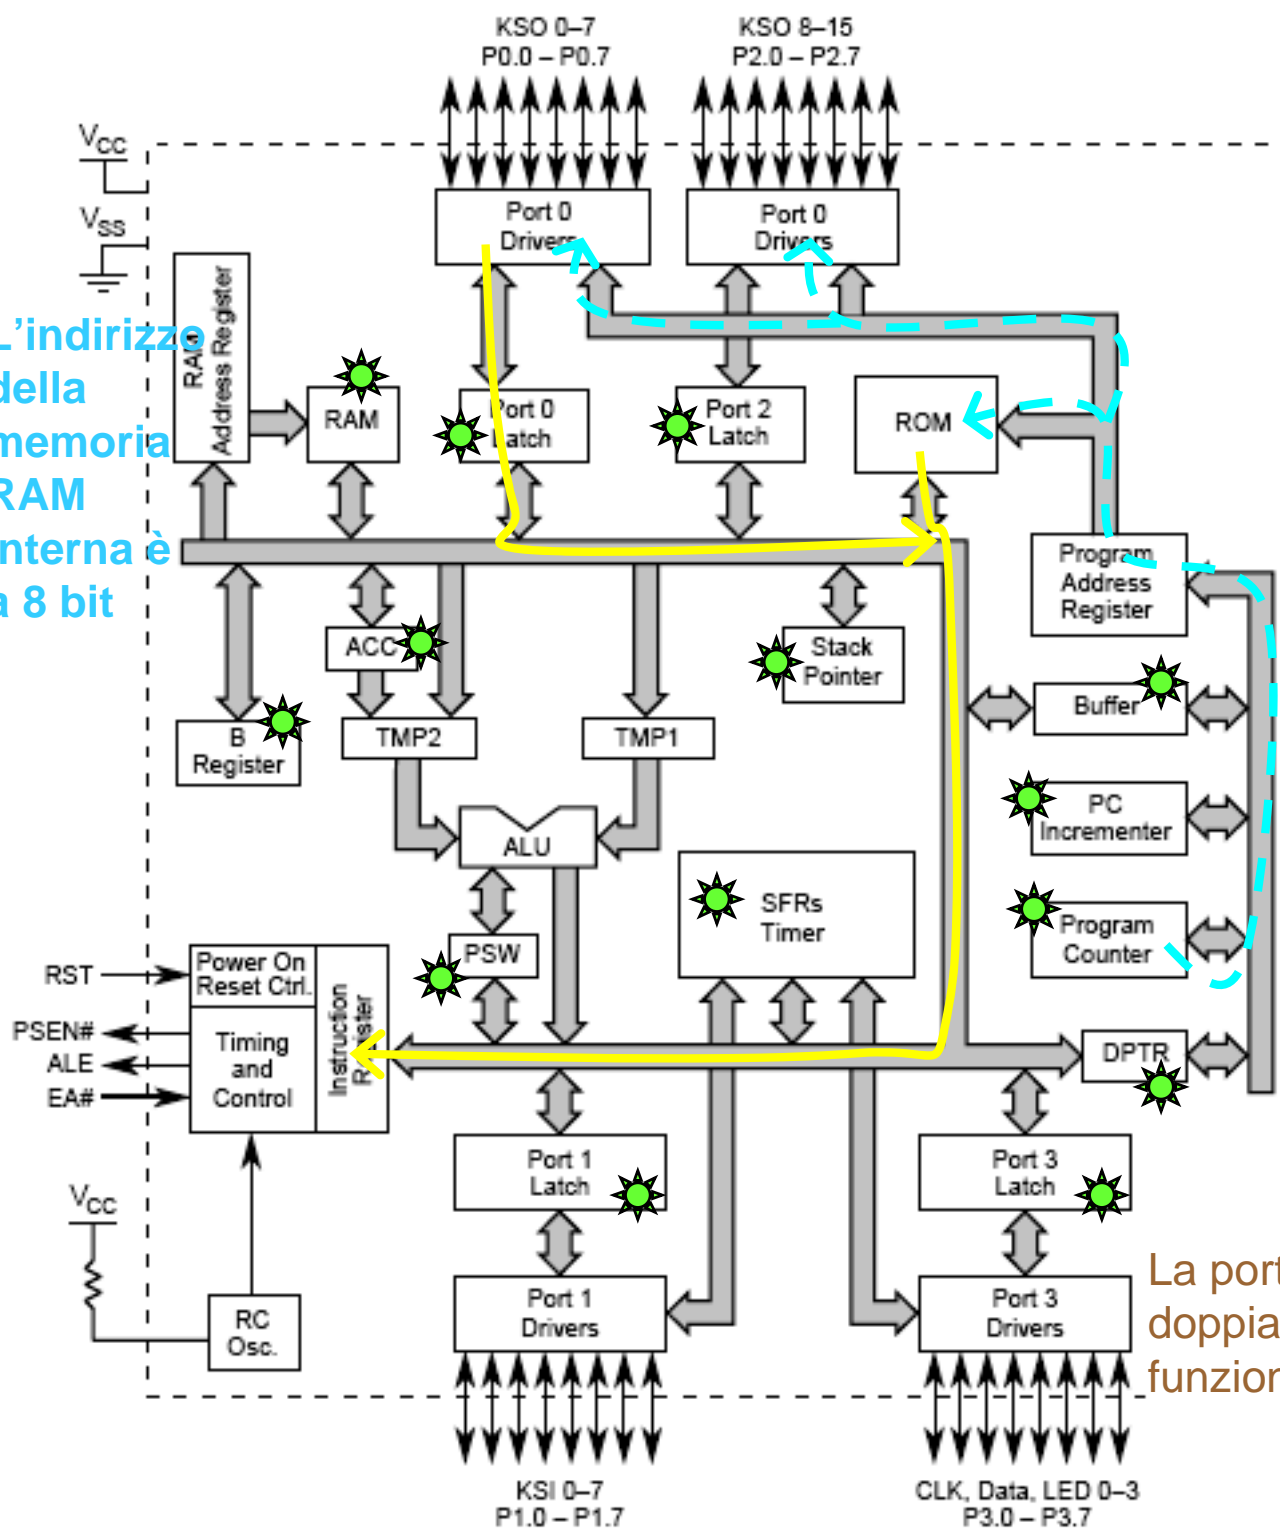 KSO 0–7
P0.0 – P0.7
KSO 8–15
P2.0 – P2.7
VCC
VSS
Port 0
Drivers
Port 0
Drivers
RAM
Address Register
L'indirizzo
della
memoria
RAM
interna è
a 8 bit
RAM
Port 0
Latch
Port 2
Latch
ROM
Program
Address
Register
ACC
Stack
Pointer
Buffer
B
Register
TMP2
TMP1
PC
Incrementer
ALU
SFRs
Timer
Program
Counter
PSW
RST
PSEN#
ALE
EA#
Power On
Reset Ctrl.
Timing
and
Control
Instruction
Register
DPTR
Port 1
Latch
Port 3
Latch
VCC
RC
Osc.
Port 1
Drivers
Port 3
Drivers
La port
doppia
funzion
KSI 0–7
P1.0 – P1.7
CLK, Data, LED 0–3
P3.0 – P3.7